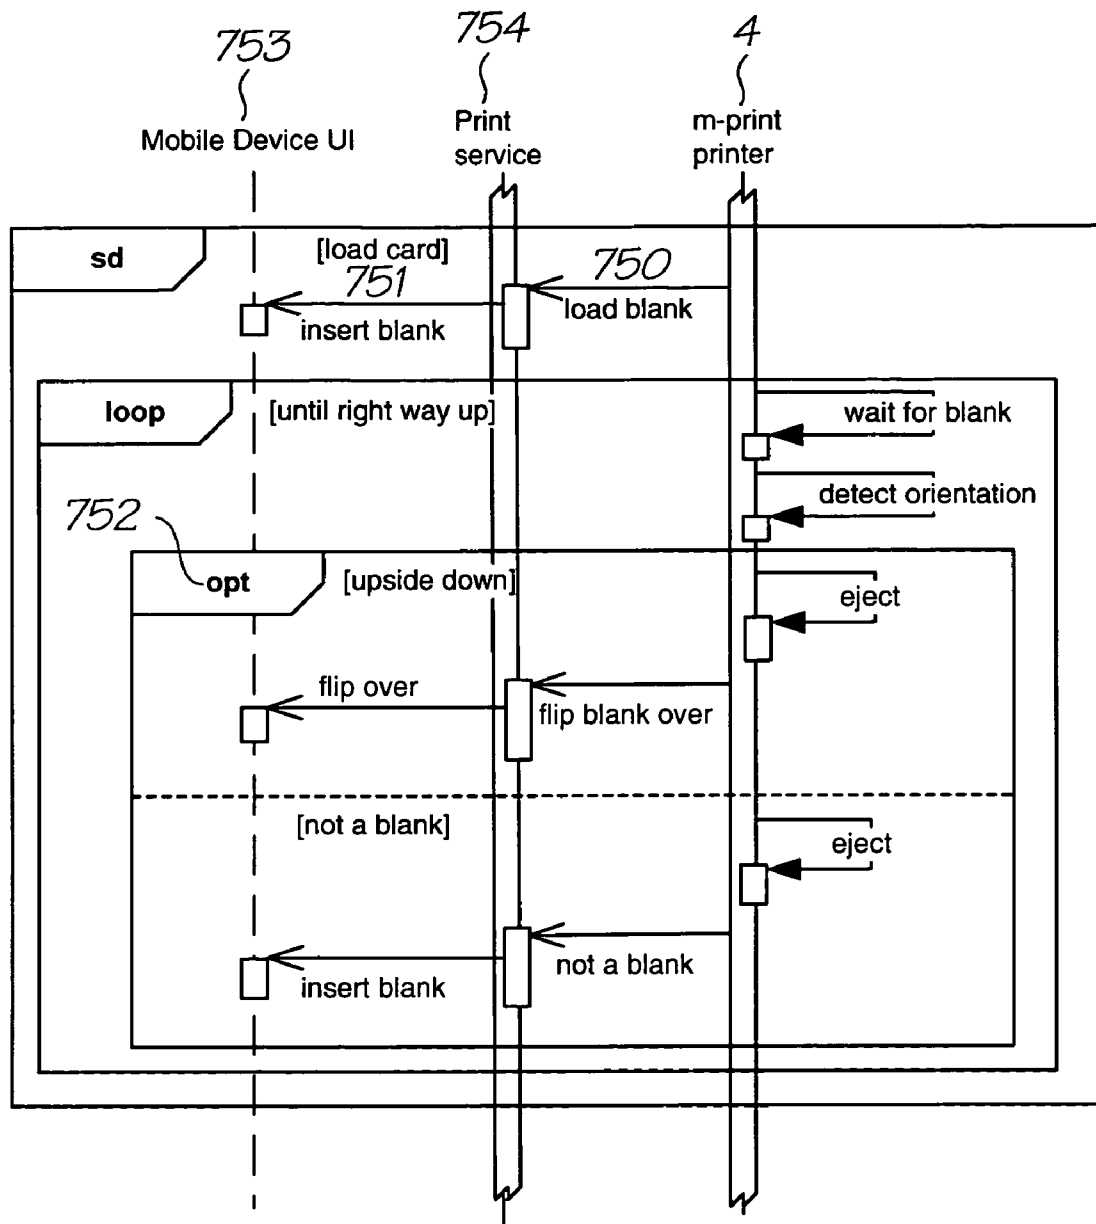 753
754
4
Mobile Device UI
Print
service
m-print
printer
sd
[load card]
751
750
insert blank
load blank
loop
[until right way up]
wait for blank
detect orientation
752
opt
[upside down]
eject
flip over
flip blank over
[not a blank]
eject
not a blank
insert blank